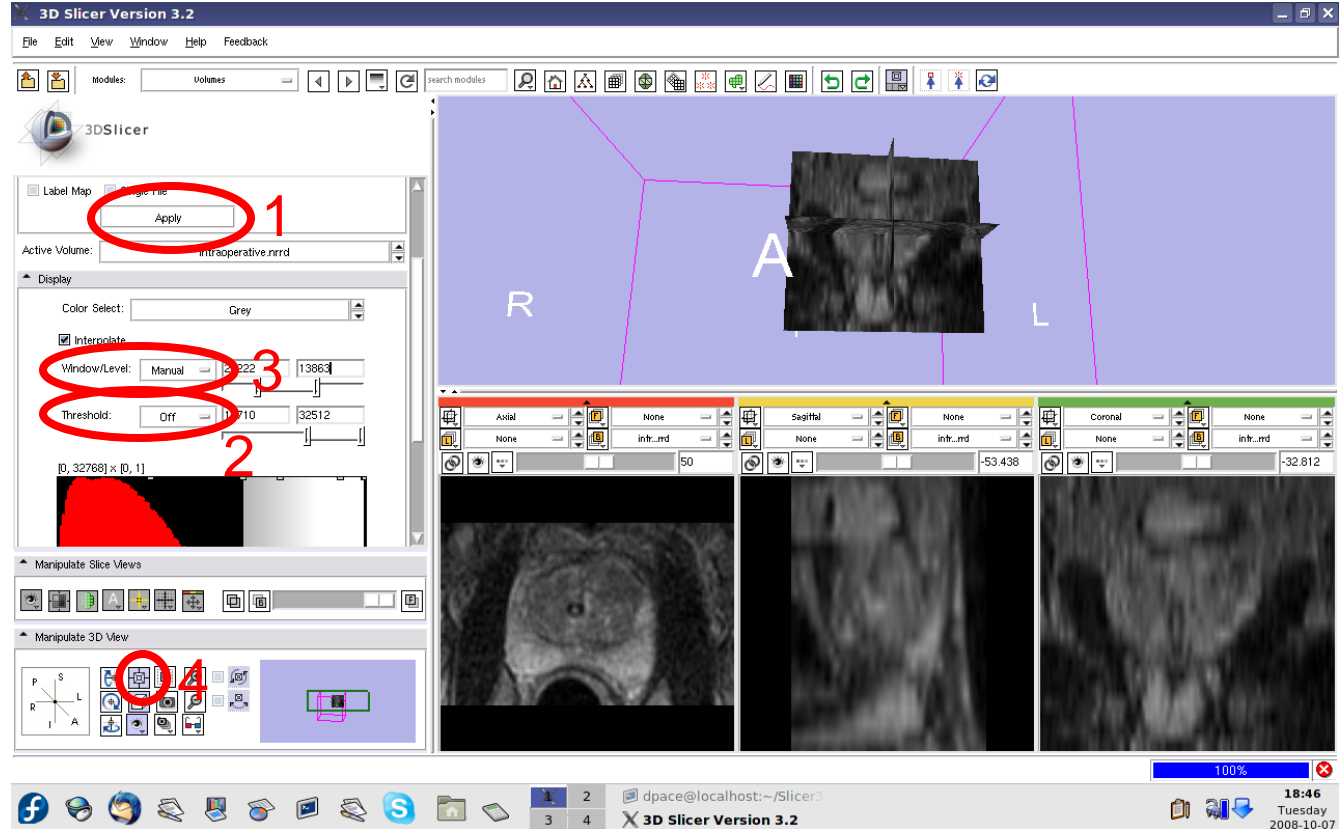 3D Slicer Version 3.2
File Edit View Window Help Feedback
Modules: Volumes search modules
3DSlicer
Label Map File
Apply 1
Active Volume: intraoperative.nrrd
Display
Color Select: Grey
Interpolate
Window/Level: Manual 13863 3
Threshold: Off 32512
2
[0, 32768] x [0, 1]
Manipulate Slice Views
Manipulate 3D View
P S L R I A
4
R A L
Axial None
None intr...rrd
50
Sagittal None
None intr...rrd
-53.438
Coronal None
None intr...rrd
-32.812
100%
1 2 dpace@localhost:~/Slicer3
3 4 3D Slicer Version 3.2
18:46
Tuesday
2008-10-07